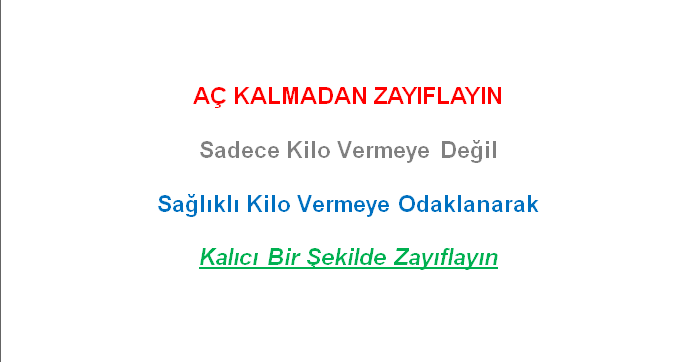 AÇ KALMADAN ZAYIFLAYIN
Sadece Kilo Vermeye Değil
Sağlıklı Kilo Vermeye Odaklanarak
Kalıcı Bir Şekilde Zayıflayın